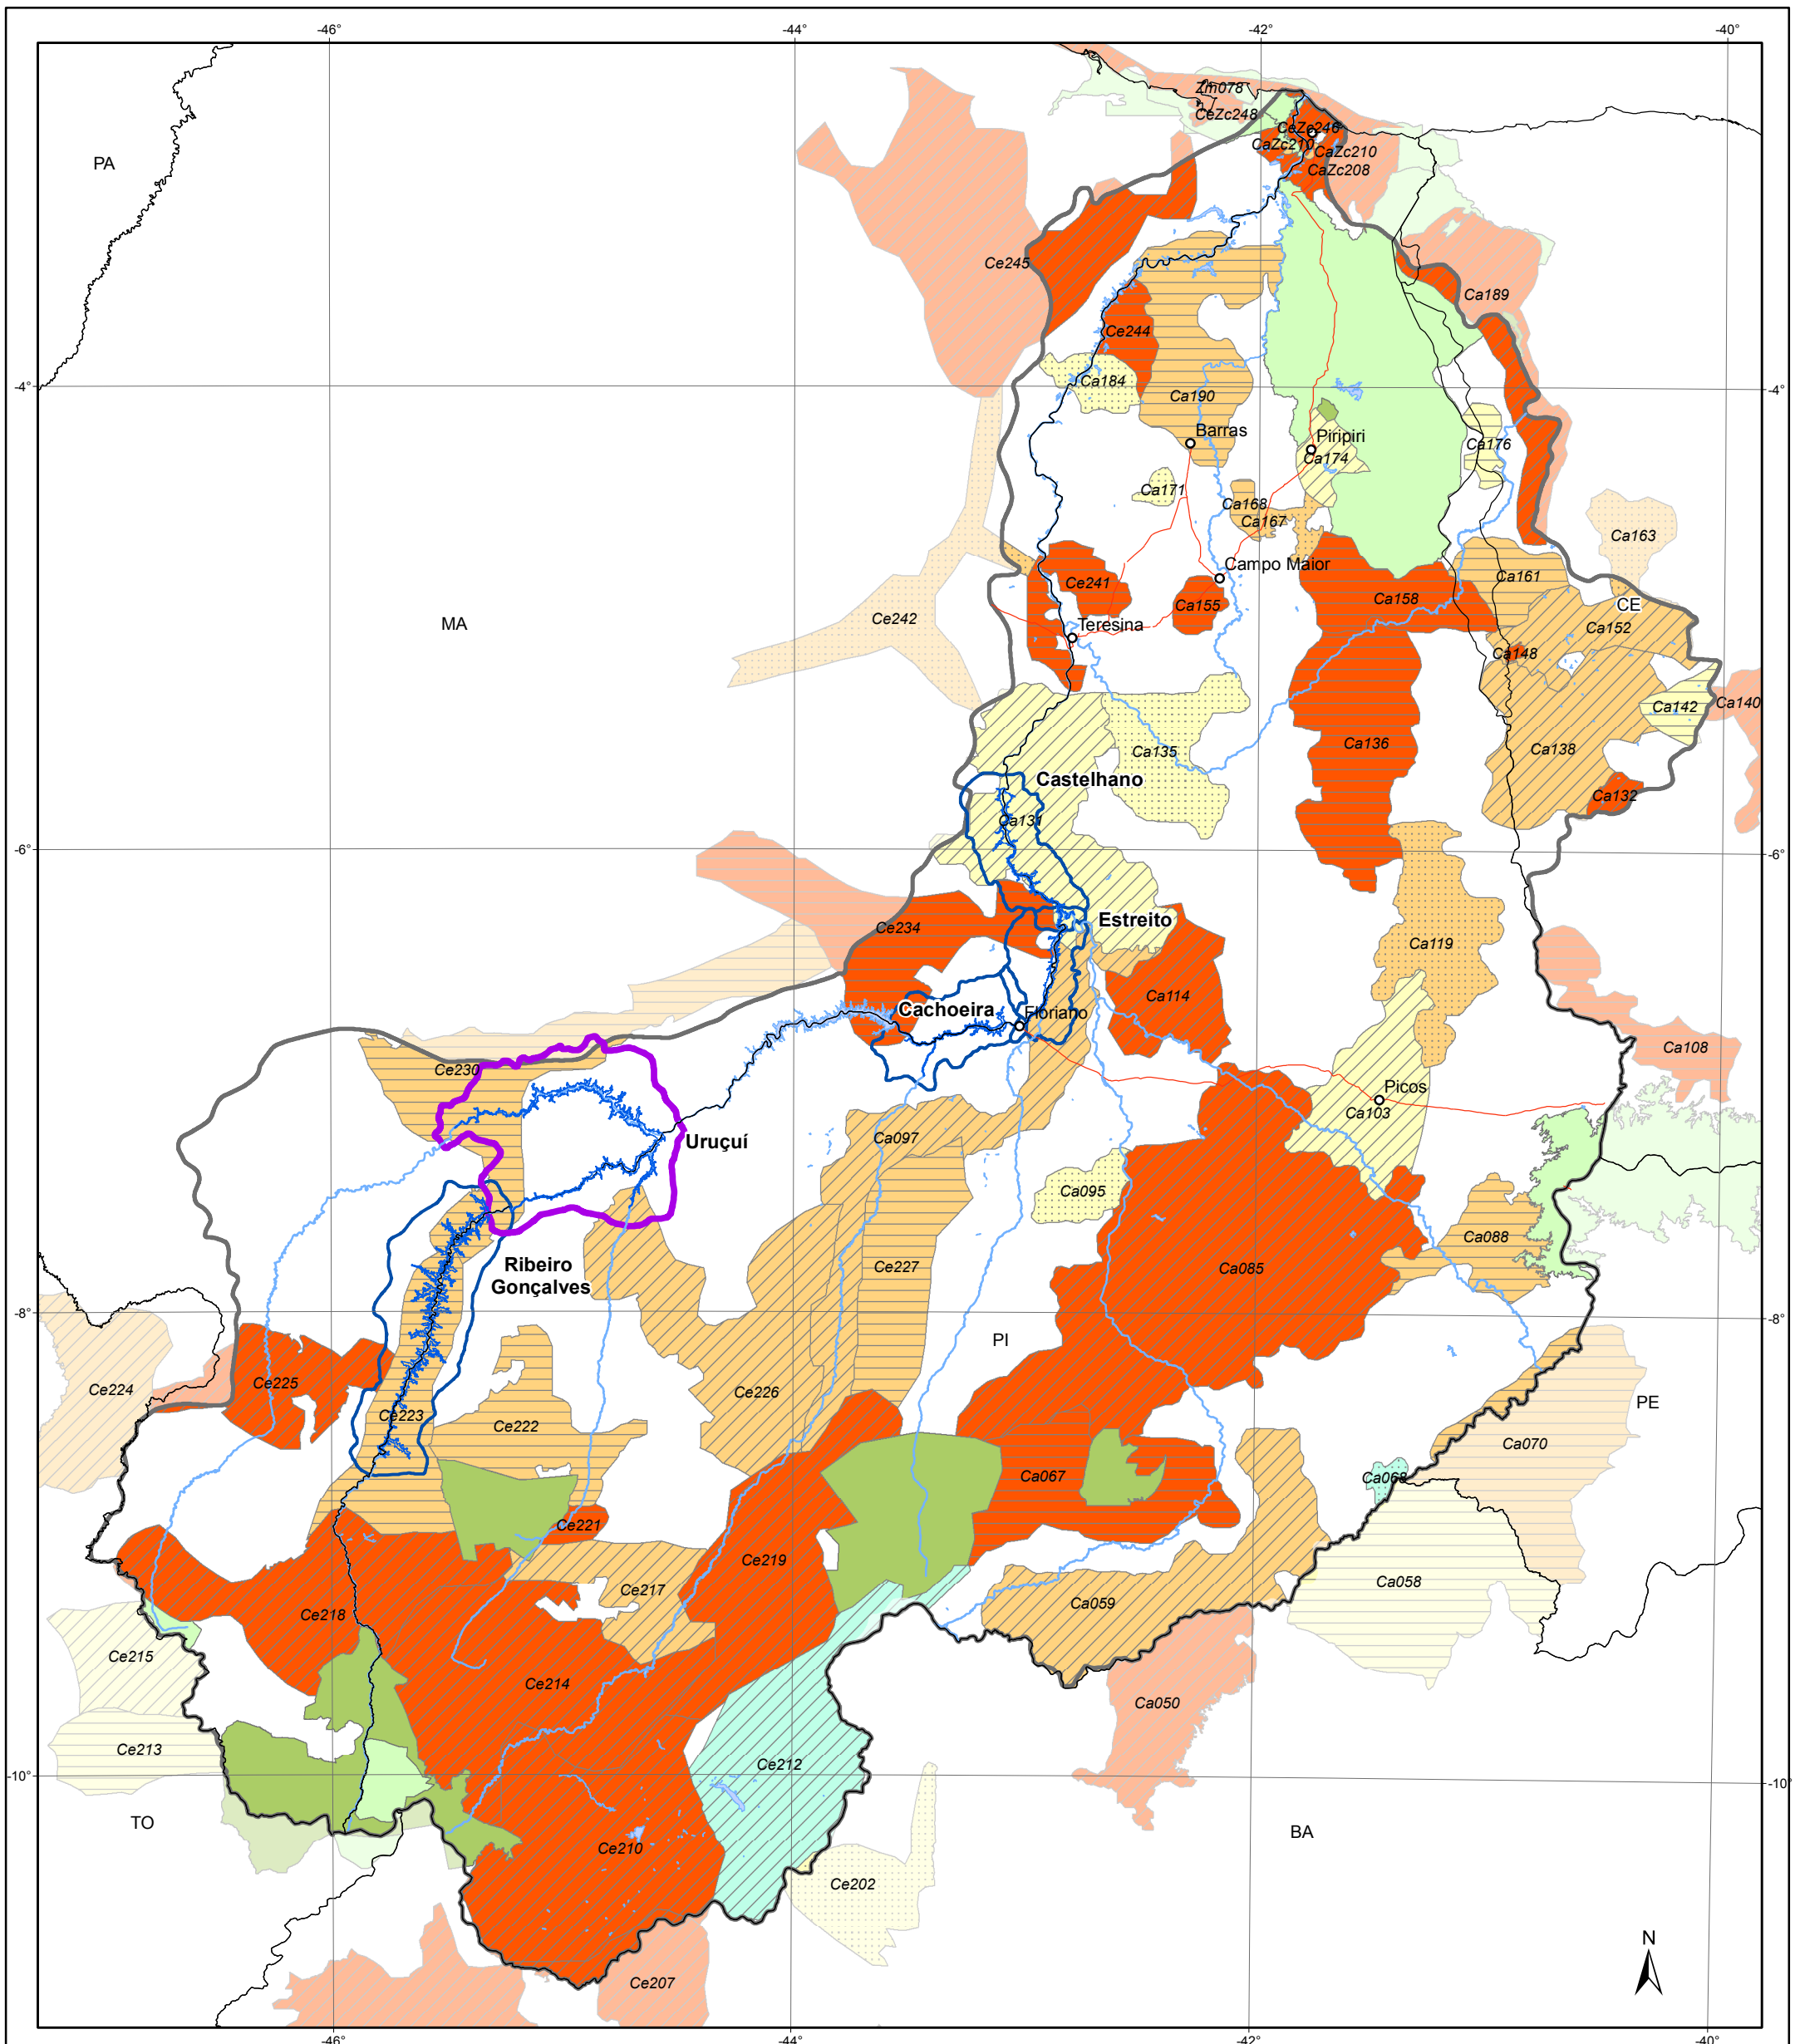 -46°
-44°
-42°
-40°
PA
Zm078
CeZc248
CeZc246
CaZc210
CaZc210
CaZc208
Ce245
Ca189
Ce244
-4°
-4°
Ca184
Ca190
Barras
Piripiri
Ca174
Ca176
Ca171
Ca168
Ca167
Ca163
Campo Maior
Ca161
Ce241
Ca155
Ca158
CE
Ce242
MA
Teresina
Ca152
Ca148
Ca142
Ca140
Ca135
Ca136
Ca138
Castelhano
Ca132
Ca131
-6°
-6°
Estreito
Ce234
Ca119
Ca114
Cachoeira
Floriano
Ca108
Ce230
Picos
Ca103
Uruçuí
Ca097
Ca095
Ca088
Ribeiro
Gonçalves
Ce227
Ca085
-8°
-8°
PI
Ce224
Ce225
Ce226
Ce223
Ce222
PE
Ca070
Ca067
Ca068
Ce221
Ce219
Ce217
Ca058
Ca059
Ce218
Ce215
Ce214
Ca050
Ce213
Ce212
-10°
-10°
TO
BA
Ce210
Ce202
N
Ce207
-46°
-44°
-42°
-40°